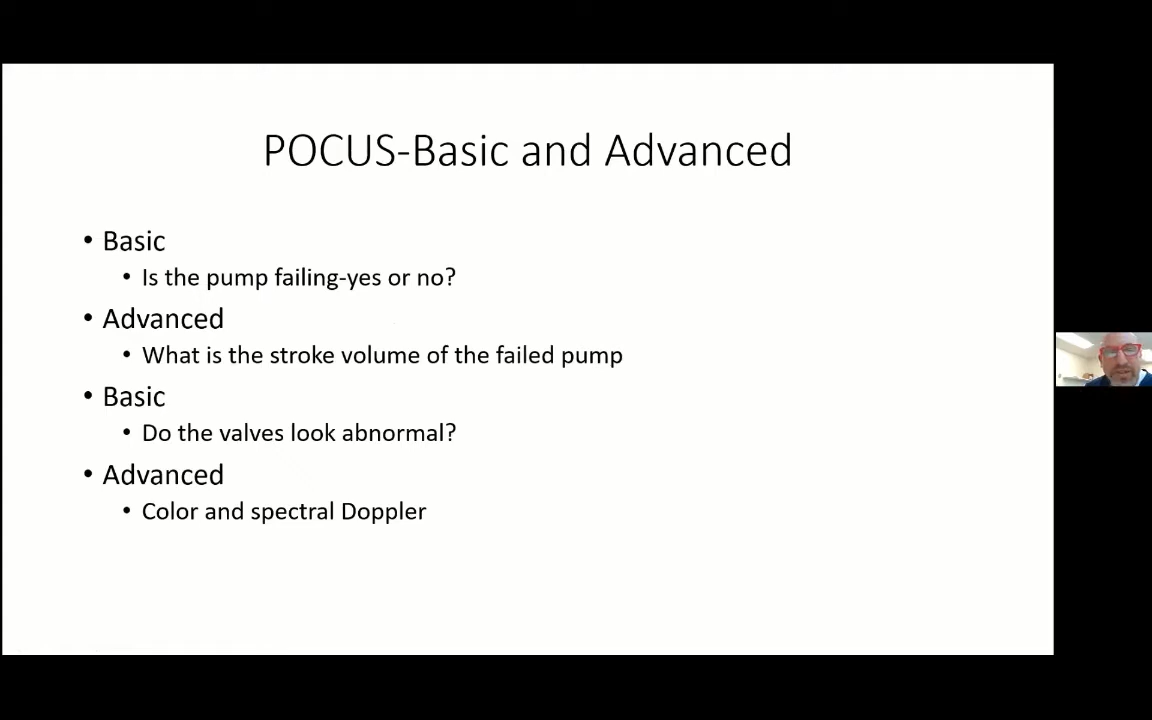 POCUS-Basic and Advanced
• Basic
• Is the pump failing-yes or no?
• Advanced
• What is the stroke volume of the failed pump
• Basic
• Do the valves look abnormal?
• Advanced
• Color and spectral Doppler